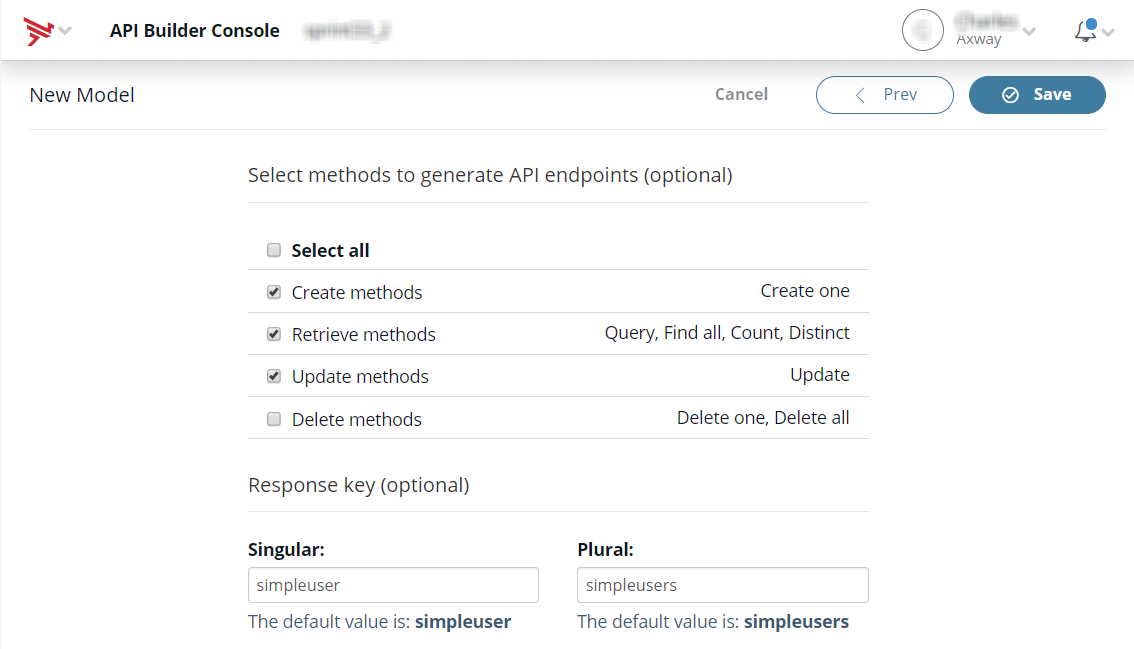 API Builder Console
Axway
New Model
Cancel
Prev
Save
Select methods to generate API endpoints (optional)
Select all
Create methods
Create one
Retrieve methods
Query, Find all, Count, Distinct
Update methods
Update
Delete methods
Delete one, Delete all
Response key (optional)
Singular:
Plural:
simpleuser
simpleusers
The default value is: simpleuser
The default value is: simpleusers